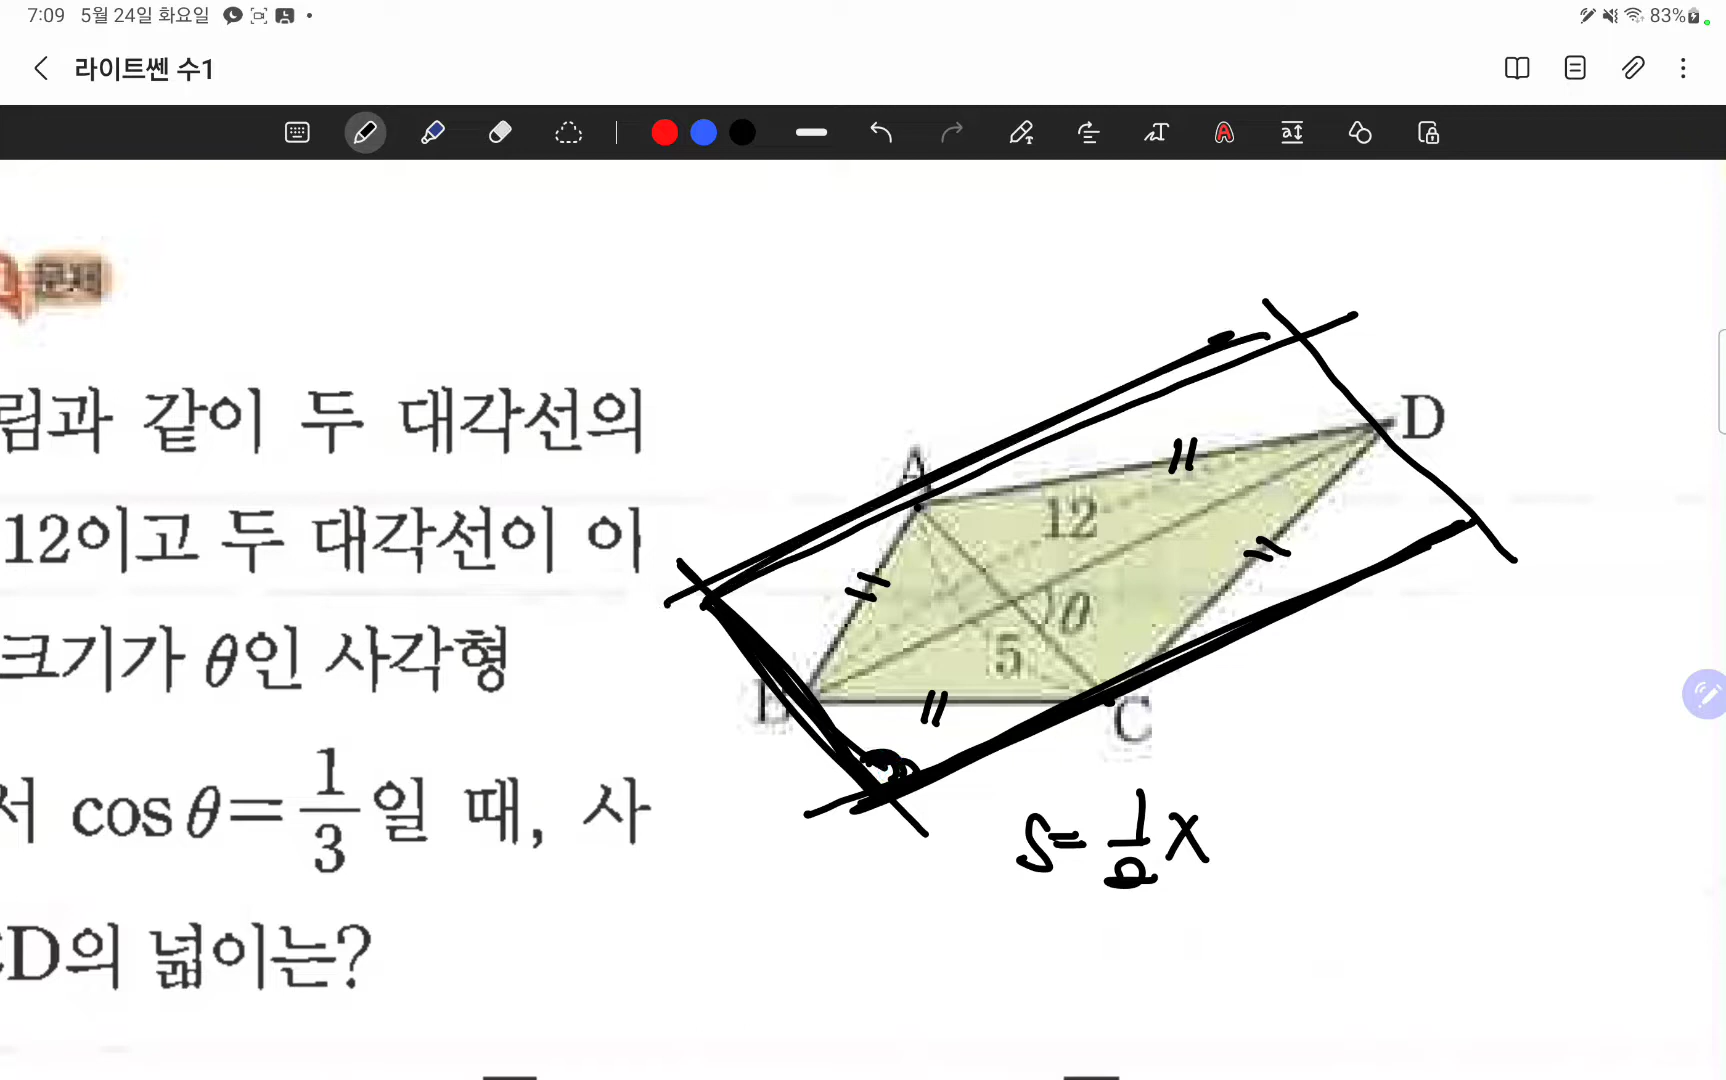 7:09 5월 24일 화요일 83%
라이트쎈 수1
문제
림과 같이 두 대각선의
12이고 두 대각선이 이
크기가 θ인 사각형
서 cos θ = 1/3 일 때, 사
CD의 넓이는?
A
D
12
θ
5
B
C
S = 1/2 ×